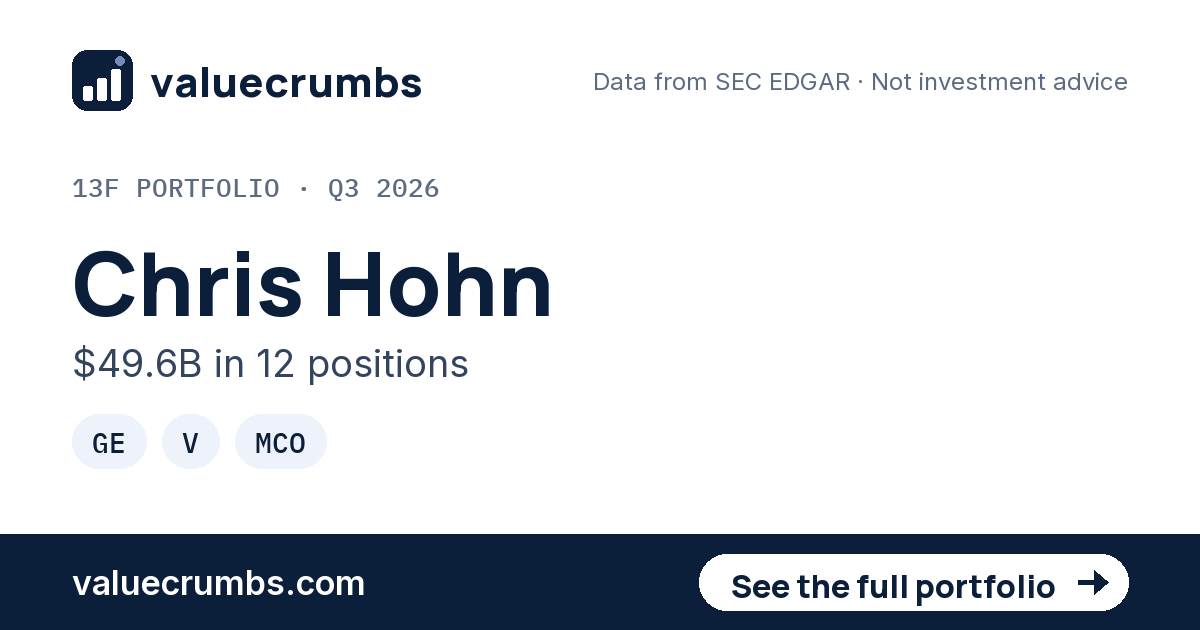 valuecrumbs
Data from SEC EDGAR · Not investment advice
13F PORTFOLIO · Q3 2026
Chris Hohn
$49.6B in 12 positions
GE V MCO
valuecrumbs.com
See the full portfolio →